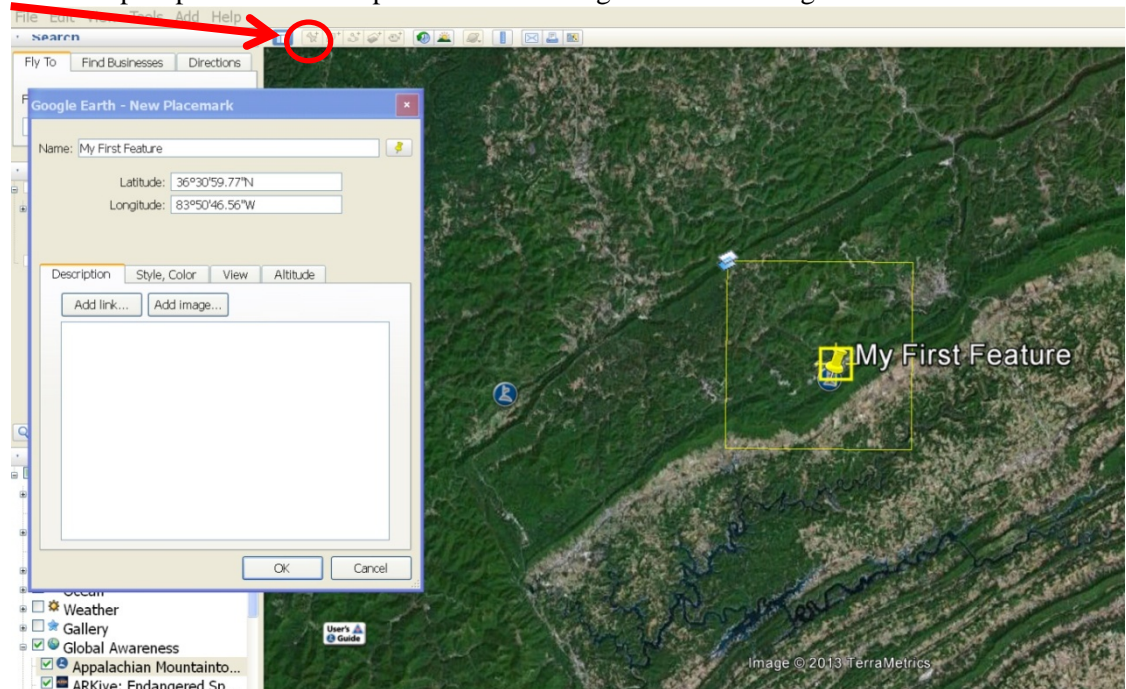 File Edit View Tools Add Help
Search
Fly To Find Businesses Directions
Google Earth - New Placemark
Name: My First Feature
Latitude: 36°30'59.77"N
Longitude: 83°50'46.56"W
Description Style, Color View Altitude
Add link... Add image...
OK Cancel
My First Feature
Ocean
Weather
Gallery
Global Awareness
Appalachian Mountainto...
ARKive: Endangered Sp
User's Guide
Image © 2013 TerraMetrics